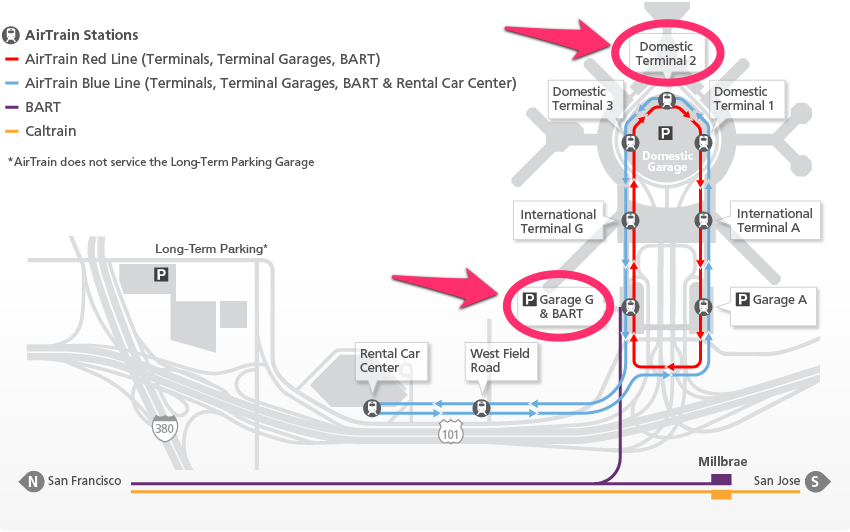 AirTrain Stations
AirTrain Red Line (Terminals, Terminal Garages, BART)
AirTrain Blue Line (Terminals, Terminal Garages, BART & Rental Car Center)
BART
Caltrain
*AirTrain does not service the Long-Term Parking Garage
Domestic
Terminal 2
Domestic
Terminal 3
Domestic
Terminal 1
P
Domestic
Garage
International
Terminal G
International
Terminal A
Long-Term Parking*
P
P Garage G
& BART
P Garage A
Rental Car
Center
West Field
Road
380
101
Millbrae
N San Francisco
San Jose S